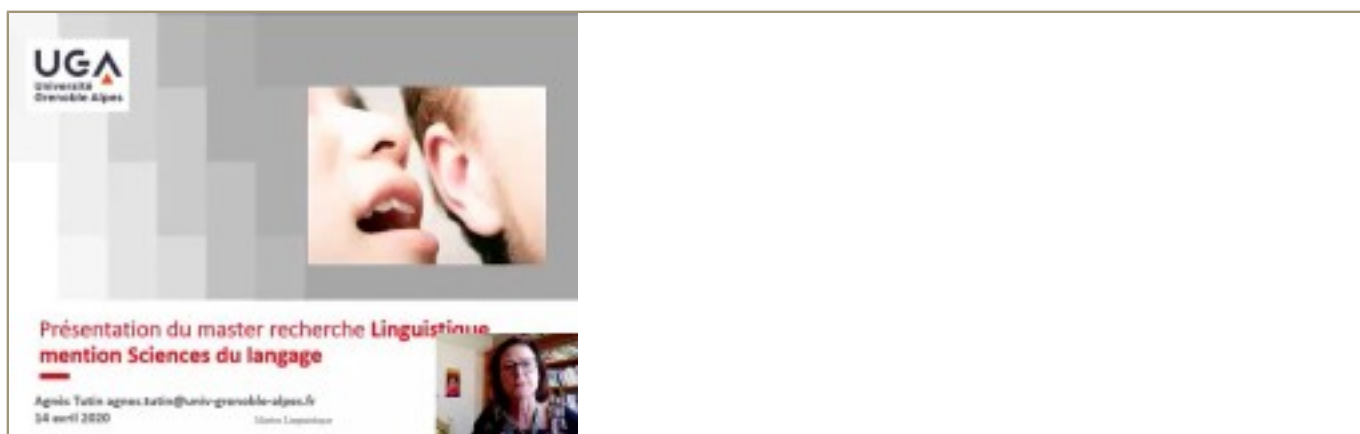 UGA
Université
Grenoble Alpes
Présentation du master recherche Linguistique
mention Sciences du langage
Agnès Tutin agnes.tutin@univ-grenoble-alpes.fr
14 avril 2020
Master Linguistique